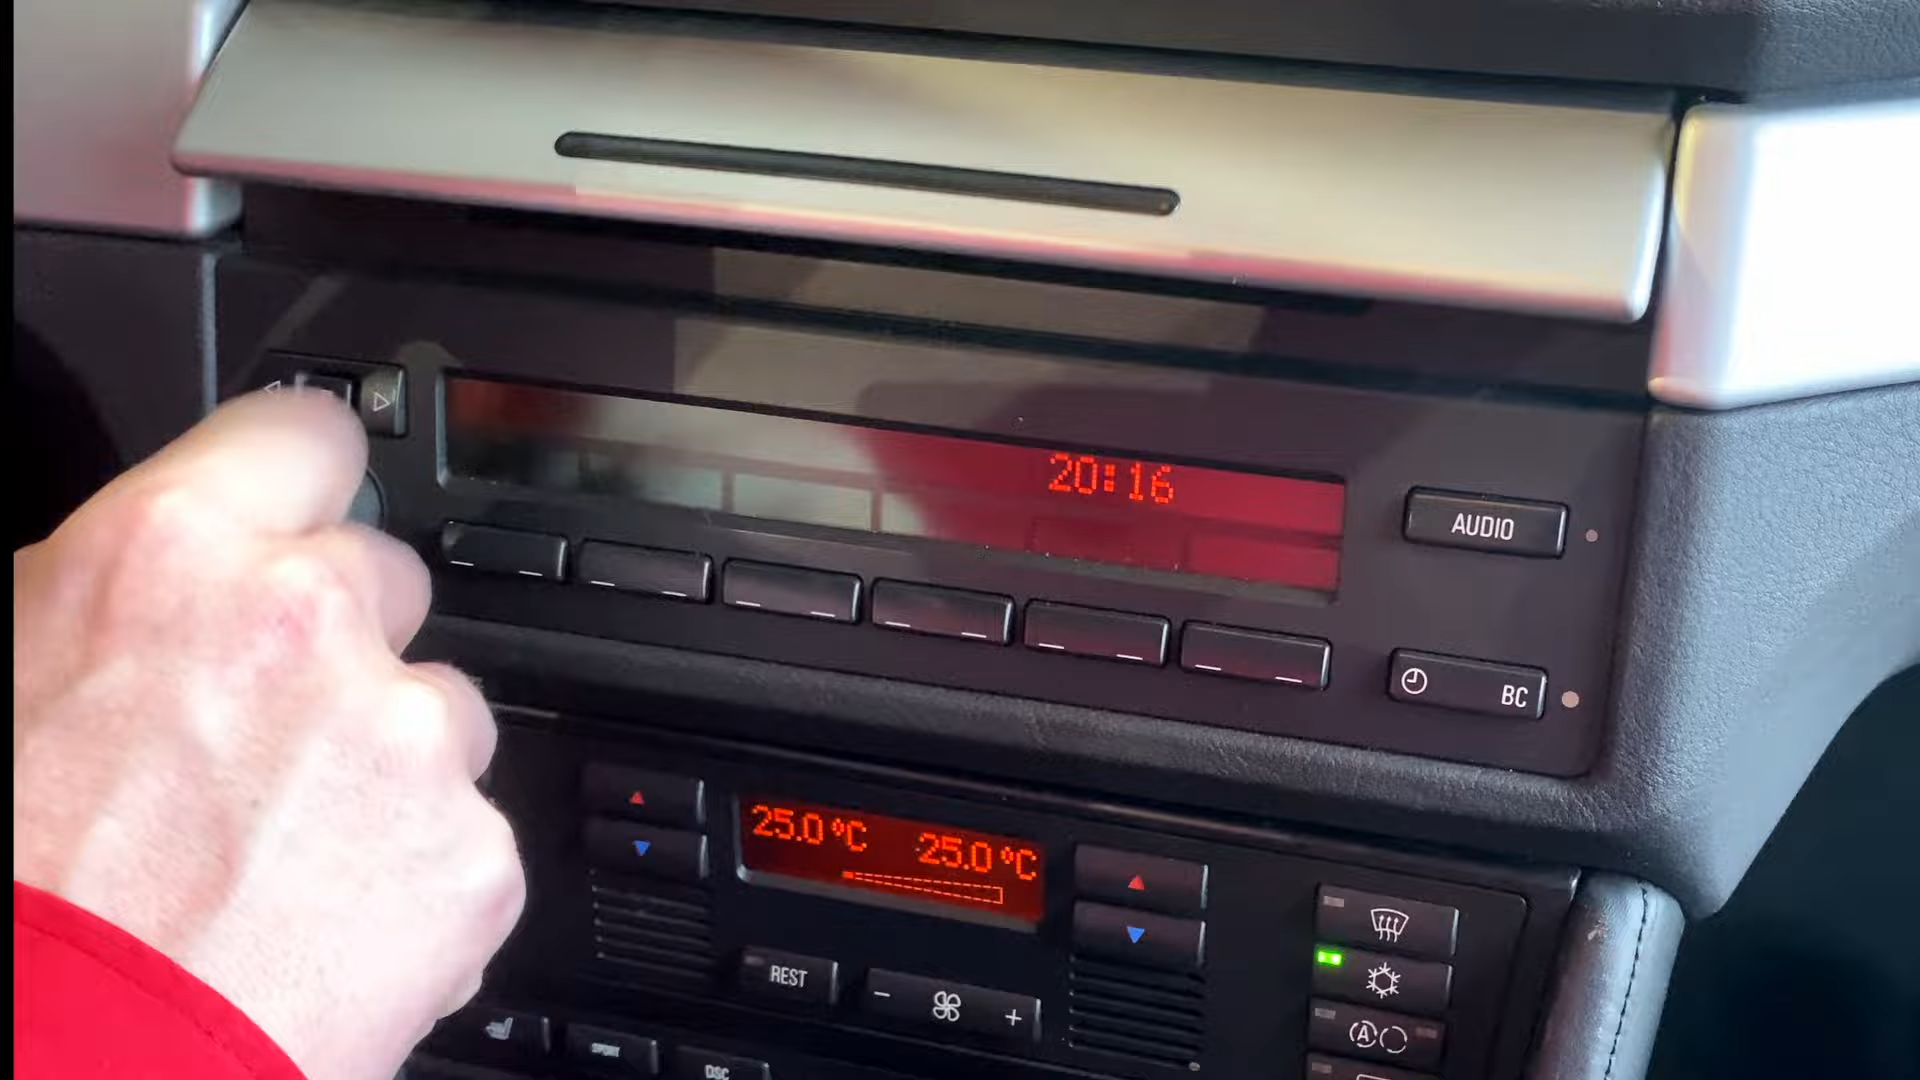 20:16
AUDIO
BC
25.0°C 25.0°C
REST
- +
A
SPORT
DSC